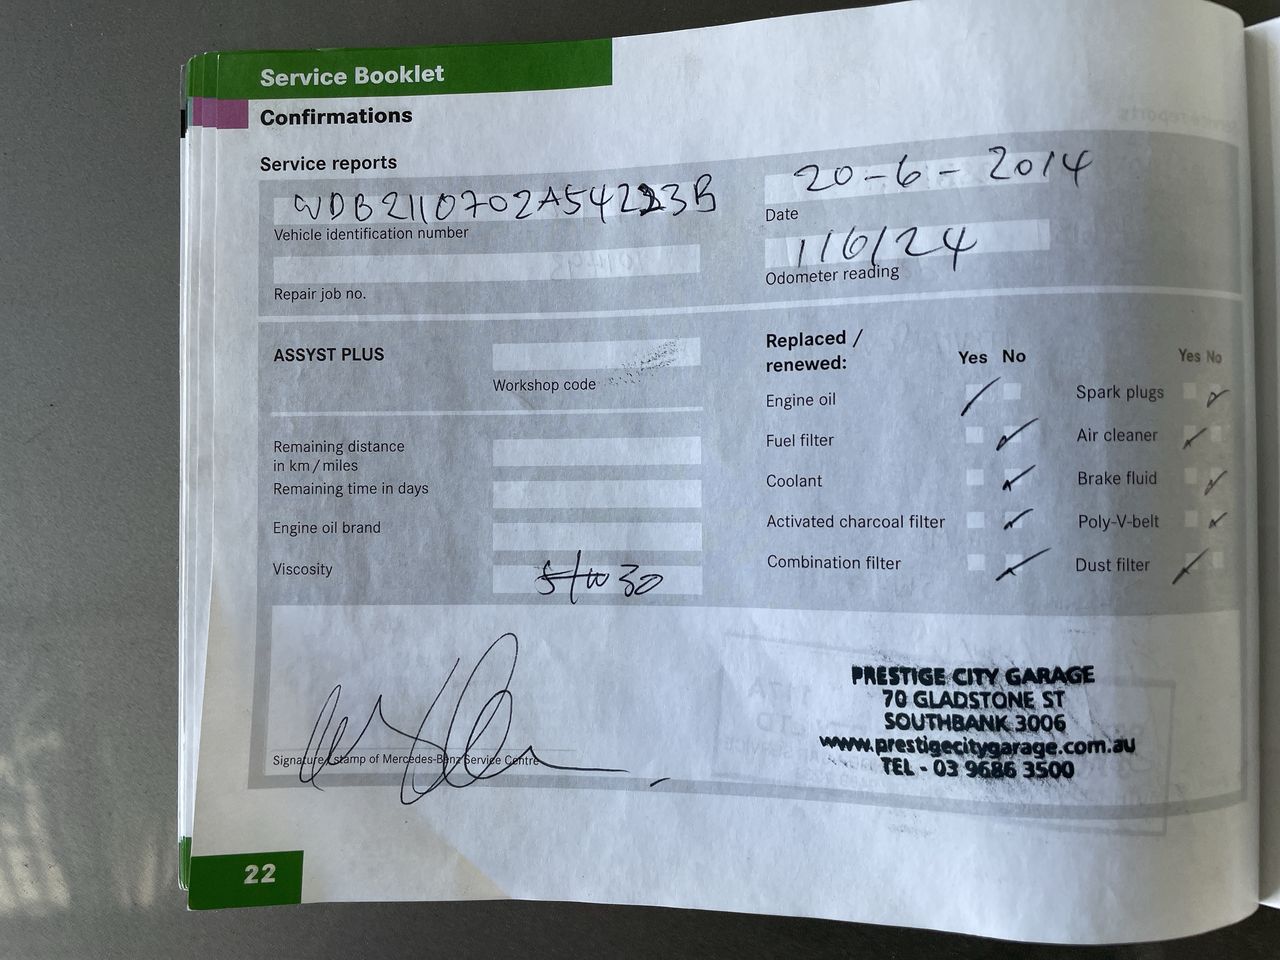 Service Booklet
Confirmations
Service reports
WDB2110702A54223B
Vehicle identification number
20-6-2014
Date
116124
Odometer reading
Repair job no.
ASSYST PLUS
Workshop code
Remaining distance
in km/miles
Remaining time in days
Engine oil brand
Viscosity
5/w30
Replaced /
renewed:
Yes No
Yes No
Engine oil
Spark plugs
Fuel filter
Air cleaner
Coolant
Brake fluid
Activated charcoal filter
Poly-V-belt
Combination filter
Dust filter
Signature/stamp of Mercedes-Benz Service Centre
PRESTIGE CITY GARAGE
70 GLADSTONE ST
SOUTHBANK 3006
www.prestigecitygarage.com.au
TEL - 03 9686 3500
22